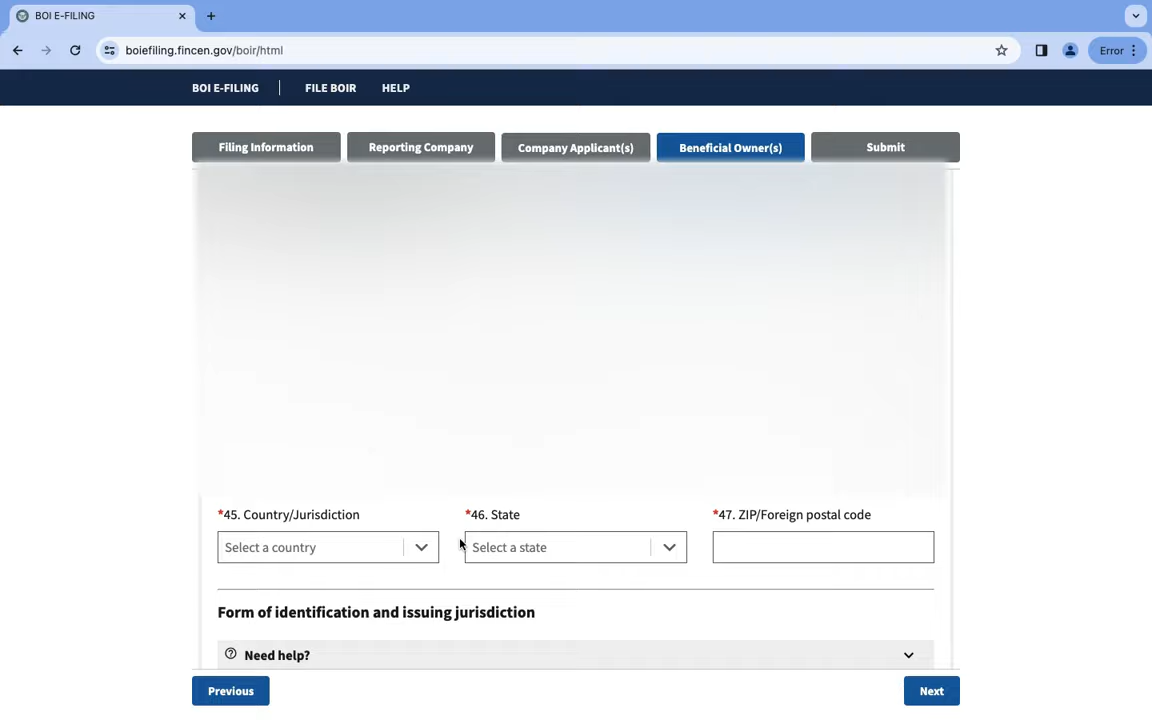 BOI E-FILING
boiefiling.fincen.gov/boir/html
Error
BOI E-FILING FILE BOIR HELP
Filing Information Reporting Company Company Applicant(s) Beneficial Owner(s) Submit
*45. Country/Jurisdiction *46. State *47. ZIP/Foreign postal code
Select a country Select a state
Form of identification and issuing jurisdiction
Need help?
Previous Next